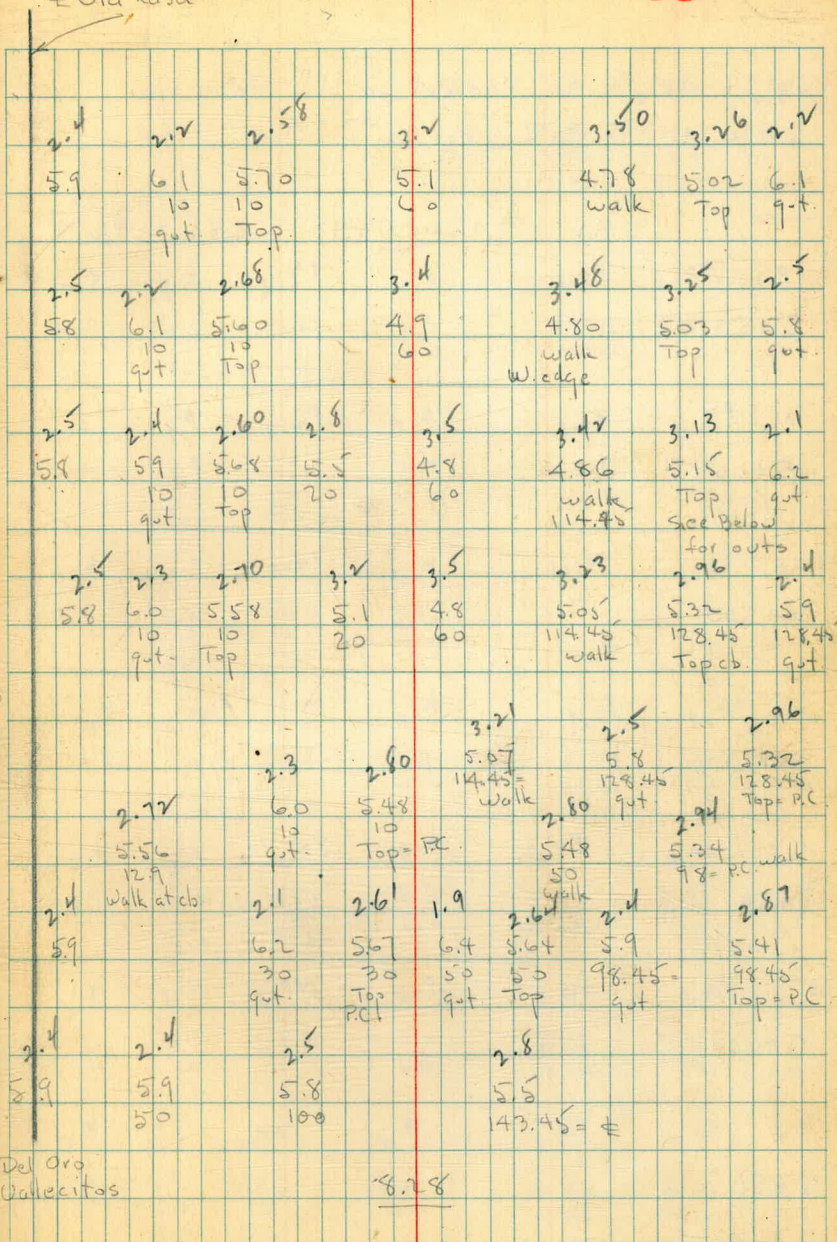 2.4 2.2 2.58 3.2 3.50 3.26 2.2
5.9 6.1 5.70 5.1 4.78 5.02 6.1
10 10 60 walk Top gut.
gut Top.
2.5 2.2 2.68 3.4 3.48 3.25 2.5
5.8 6.1 5.60 4.9 4.80 5.03 5.8
10 10 60 walk Top gut.
gut Top W. edge
2.5 2.4 2.60 2.8 3.5 3.42 3.13 2.1
5.8 5.9 5.68 5.5 4.8 4.86 5.15 6.2
10 10 20 60 walk Top gut
gut Top 114.45 See Below
for outs
2.5 2.3 2.70 3.2 3.5 3.23 2.96 2.4
5.8 6.0 5.58 5.1 4.8 5.05 5.32 5.9
10 10 20 60 114.45 128.45 128.45
gut. Top walk Top cb. gut
3.21 2.5 2.96
5.07 5.8 5.32
114.45= 128.45 128.45
Walk gut Top= P.C.
2.3 2.80
6.0 5.48
10 10
gut. Top= P.C.
2.72 2.80 2.94
5.56 5.48 5.34
12.9 50 98= P.C. walk
Walk at cb walk
2.4 2.1 2.61 1.9 2.64 2.4 2.87
5.9 6.2 5.67 6.4 5.64 5.9 5.41
30 30 50 50 98.45= 98.45
gut. Top gut Top gut Top= P.C.
P.C.
2.4 2.4 2.5 2.8
5.9 5.9 5.8 5.5
50 100 143.45= ℄
Del Oro
Vallecitos
8.28